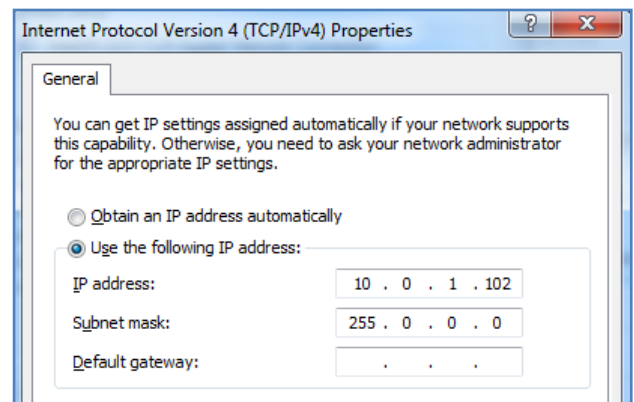 Internet Protocol Version 4 (TCP/IPv4) Properties
?
X
General
You can get IP settings assigned automatically if your network supports
this capability. Otherwise, you need to ask your network administrator
for the appropriate IP settings.
Obtain an IP address automatically
Use the following IP address:
IP address: 10 . 0 . 1 . 102
Subnet mask: 255 . 0 . 0 . 0
Default gateway: . . .